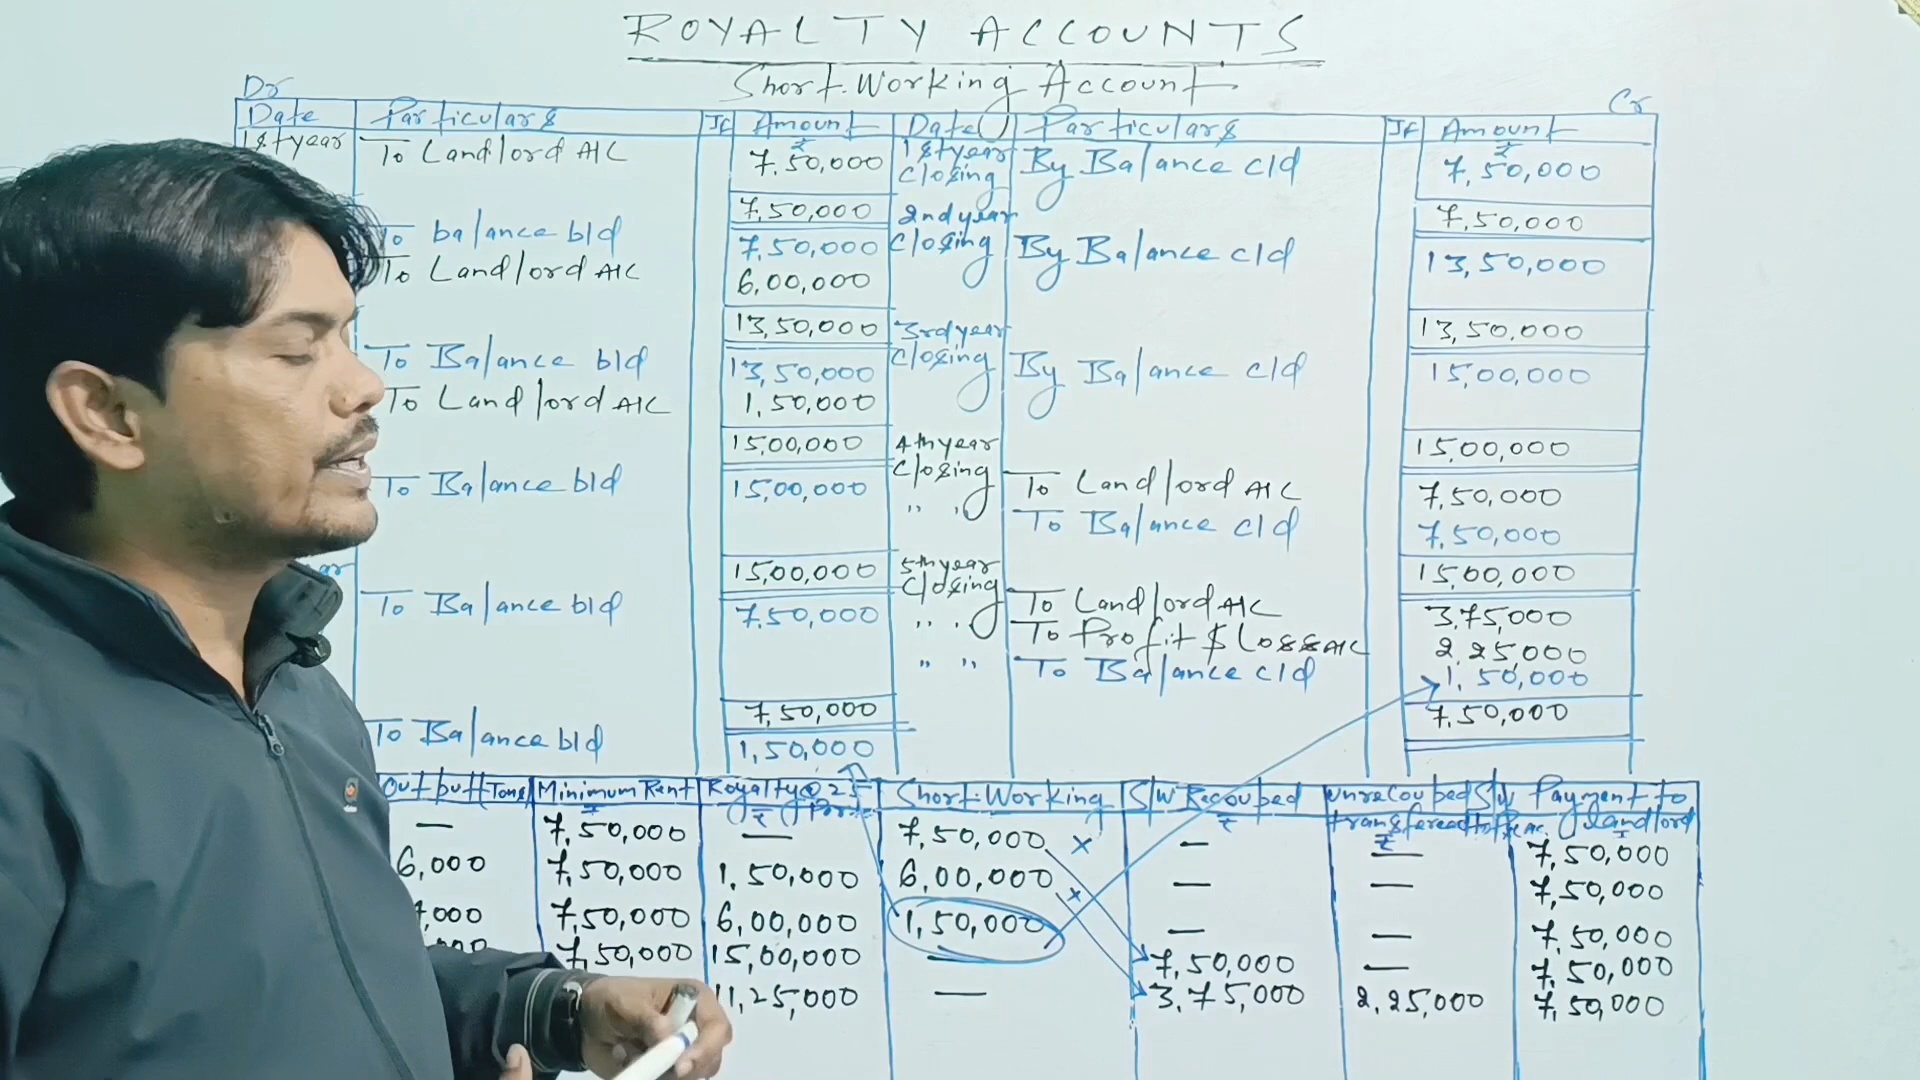 ROYALTY ACCOUNTS
Short-Working Account
Dr
Cr
Date Particulars JF Amount Date Particulars JF Amount
₹ ₹
1st year To Landlord A/C 7,50,000 1st year closing By Balance c/d 7,50,000
7,50,000 7,50,000
To balance b/d 7,50,000 2nd year closing By Balance c/d 13,50,000
To Landlord A/C 6,00,000
13,50,000 13,50,000
To Balance b/d 13,50,000 3rd year closing By Balance c/d 15,00,000
To Landlord A/C 1,50,000
15,00,000 15,00,000
To Balance b/d 15,00,000 4th year closing To Landlord A/C 7,50,000
" " To Balance c/d 7,50,000
15,00,000 15,00,000
To Balance b/d 7,50,000 5th year closing To Landlord A/C 3,75,000
" " To Profit $ Loss A/C 2,25,000
" " To Balance c/d 1,50,000
7,50,000 7,50,000
To Balance b/d 1,50,000
Outputt (Tons) Minimum Rent Royalty@25 Short-Working S/W Recoupled Unrecoupbed S/W Payment to landlord
₹ ₹ ₹ ₹ ₹
— 7,50,000 — 7,50,000 x — — 7,50,000
6,000 7,50,000 1,50,000 6,00,000 x — — 7,50,000
,000 7,50,000 6,00,000 1,50,000 — — 7,50,000
7,50,000 15,00,000 — 7,50,000 — 7,50,000
11,25,000 — 3,75,000 2,25,000 7,50,000